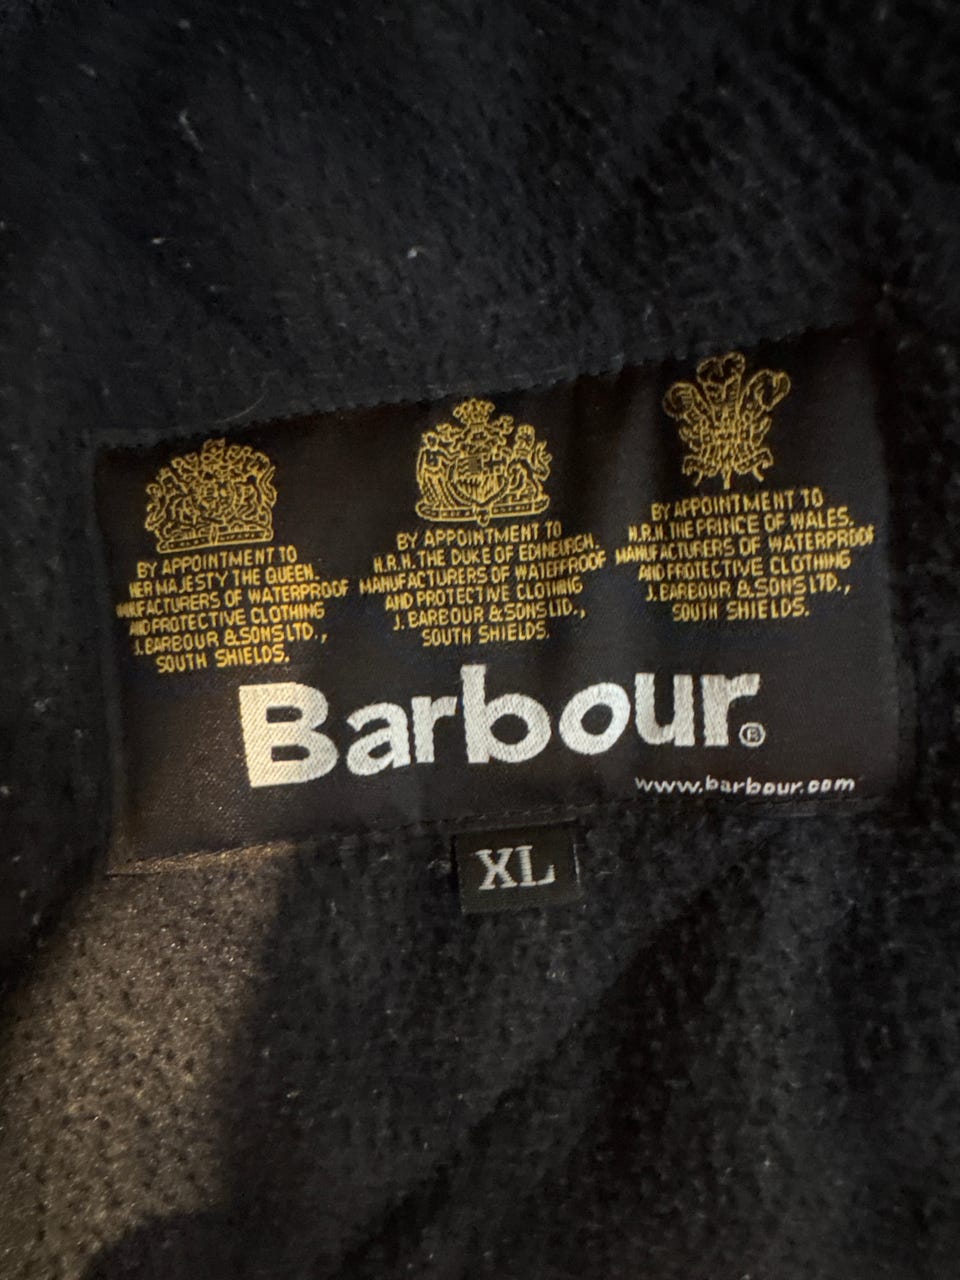 BY APPOINTMENT TO
HER MAJESTY THE QUEEN.
MANUFACTURERS OF WATERPROOF
AND PROTECTIVE CLOTHING
J. BARBOUR & SONS LTD.,
SOUTH SHIELDS.
BY APPOINTMENT TO
H.R.H. THE DUKE OF EDINBURGH.
MANUFACTURERS OF WATERPROOF
AND PROTECTIVE CLOTHING
J. BARBOUR & SONS LTD.,
SOUTH SHIELDS.
BY APPOINTMENT TO
H.R.H. THE PRINCE OF WALES.
MANUFACTURERS OF WATERPROOF
AND PROTECTIVE CLOTHING
J. BARBOUR & SONS LTD.,
SOUTH SHIELDS.
Barbour®
www.barbour.com
XL